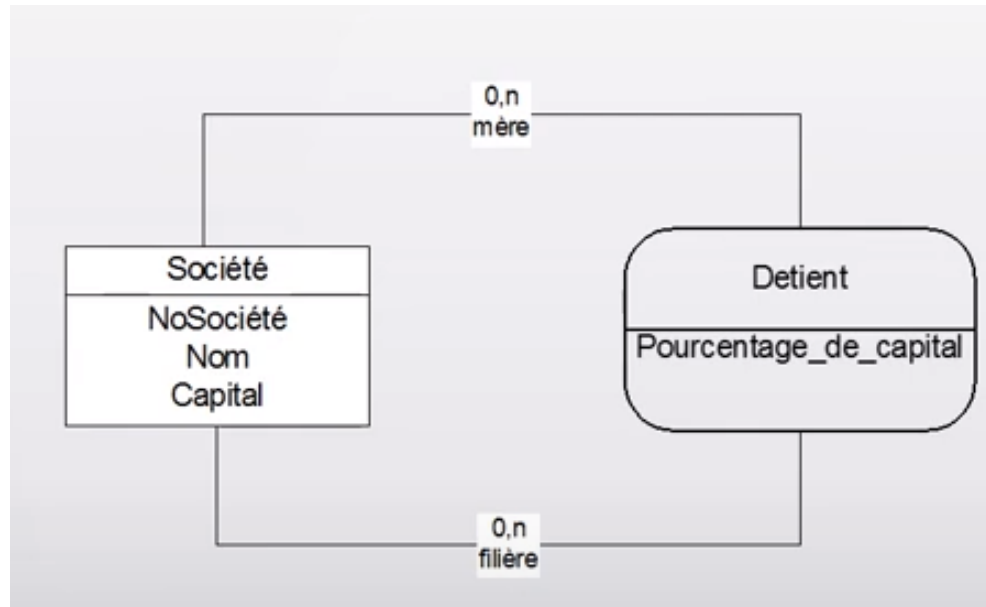 0,n
mère
Société
NoSociété
Nom
Capital
Detient
Pourcentage_de_capital
0,n
filière